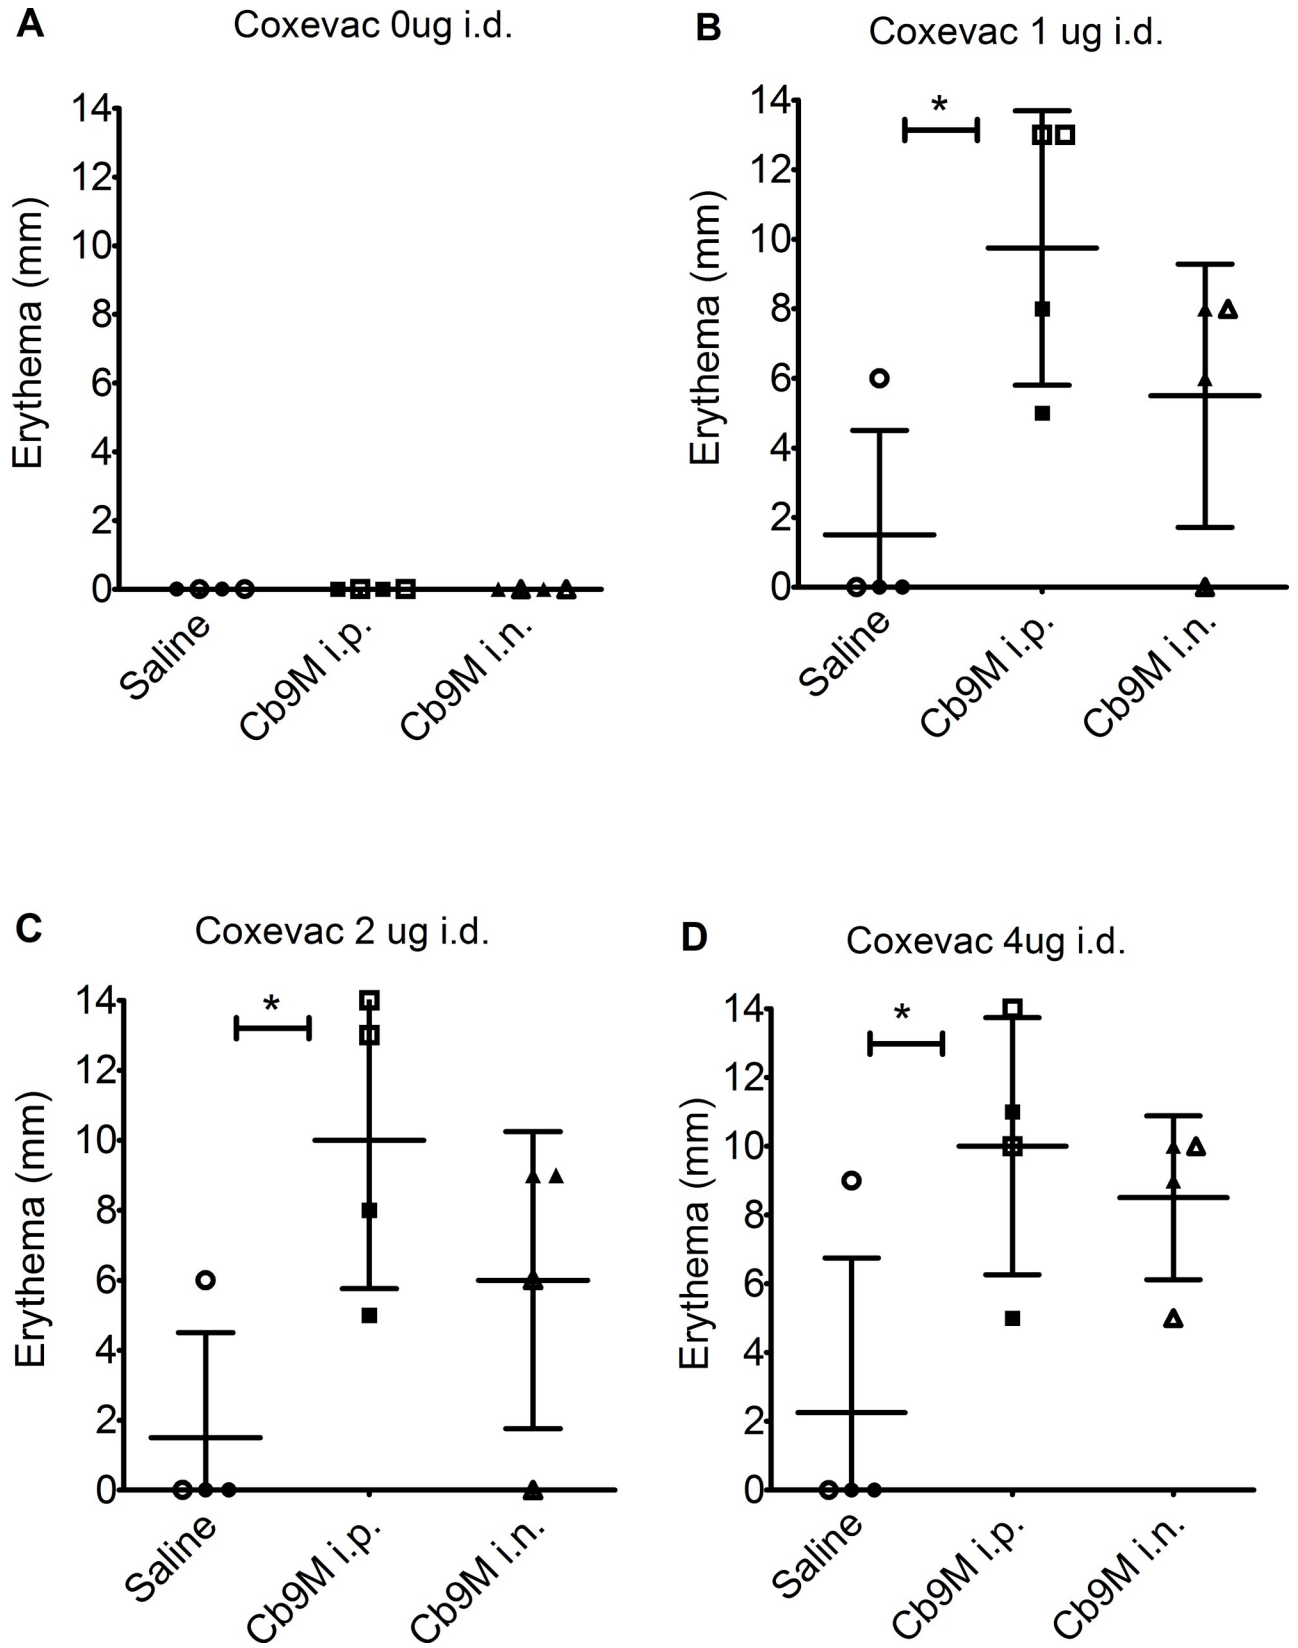 A
Coxevac 0ug i.d.
Erythema (mm)
14
12
10
8
6
4
2
0
Saline
Cb9M i.p.
Cb9M i.n.
B
Coxevac 1 ug i.d.
Erythema (mm)
14
12
10
8
6
4
2
0
*
Saline
Cb9M i.p.
Cb9M i.n.
C
Coxevac 2 ug i.d.
Erythema (mm)
14
12
10
8
6
4
2
0
*
Saline
Cb9M i.p.
Cb9M i.n.
D
Coxevac 4ug i.d.
Erythema (mm)
14
12
10
8
6
4
2
0
*
Saline
Cb9M i.p.
Cb9M i.n.